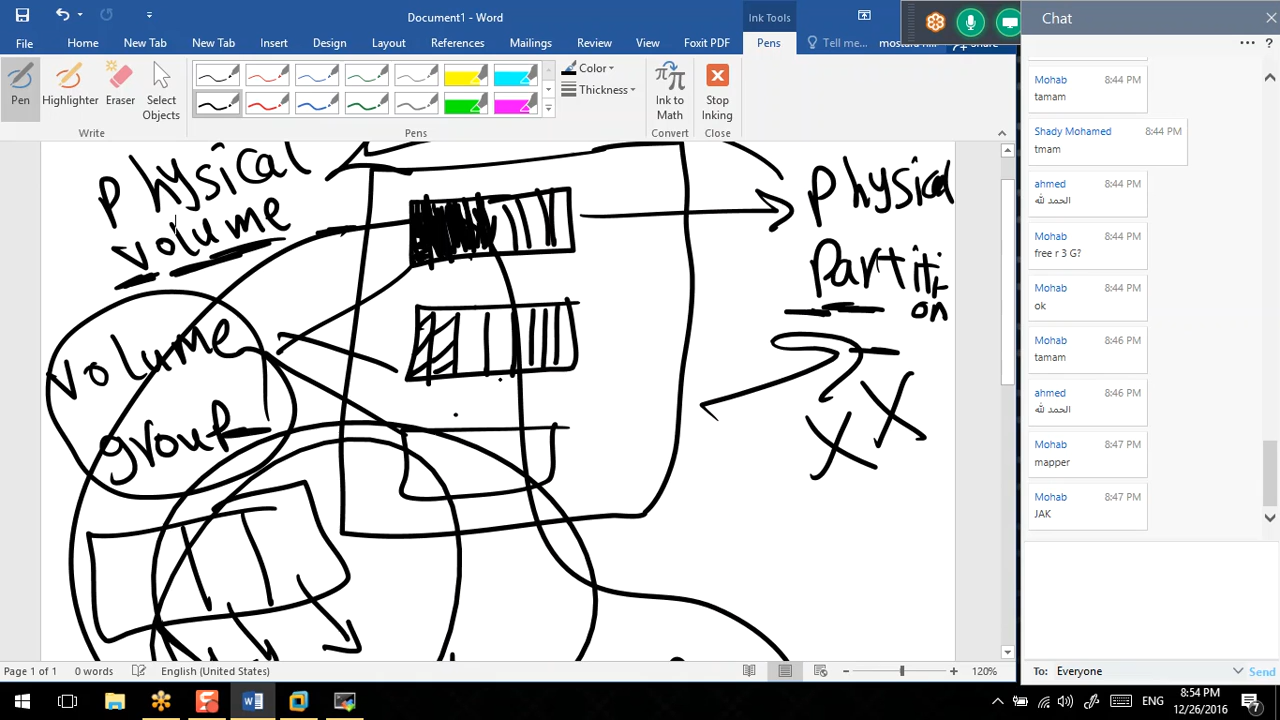 Document1 - Word
Ink Tools
Chat
File
Home
New Tab
New Tab
Insert
Design
Layout
References
Mailings
Review
View
Foxit PDF
Pens
Tell me...
Share
Pen
Highlighter
Eraser
Select Objects
Color
Thickness
Ink to Math
Stop Inking
Write
Pens
Convert
Close
physical
volume
physical
partiti
on
volume
group
X X
Mohab 8:44 PM
tamam
Shady Mohamed 8:44 PM
tmam
ahmed 8:44 PM
الحمد لله
Mohab 8:44 PM
free r 3 G?
Mohab 8:44 PM
ok
Mohab 8:46 PM
tamam
ahmed 8:46 PM
الحمد لله
Mohab 8:47 PM
mapper
Mohab 8:47 PM
JAK
To: Everyone
Send
Page 1 of 1
0 words
English (United States)
120%
ENG
8:54 PM
12/26/2016
7